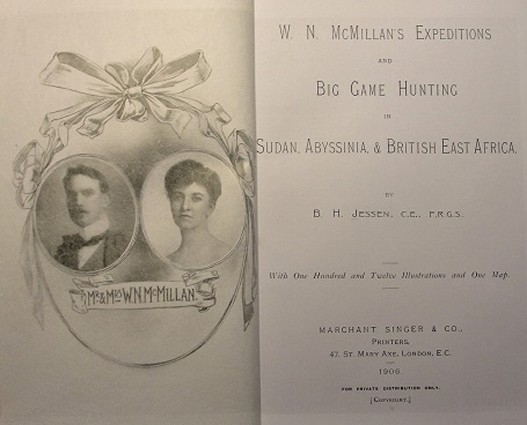 MR & MRS W.N. McMILLAN.
W. N. McMILLAN'S EXPEDITIONS
AND
BIG GAME HUNTING
IN
SUDAN, ABYSSINIA, & BRITISH EAST AFRICA.
BY
B. H. JESSEN, C.E., F.R.G.S.
With One Hundred and Twelve Illustrations and One Map.
MARCHANT SINGER & CO.,
PRINTERS,
47, ST. MARY AXE, LONDON, E.C.
1906.
FOR PRIVATE DISTRIBUTION ONLY.
[COPYRIGHT.]